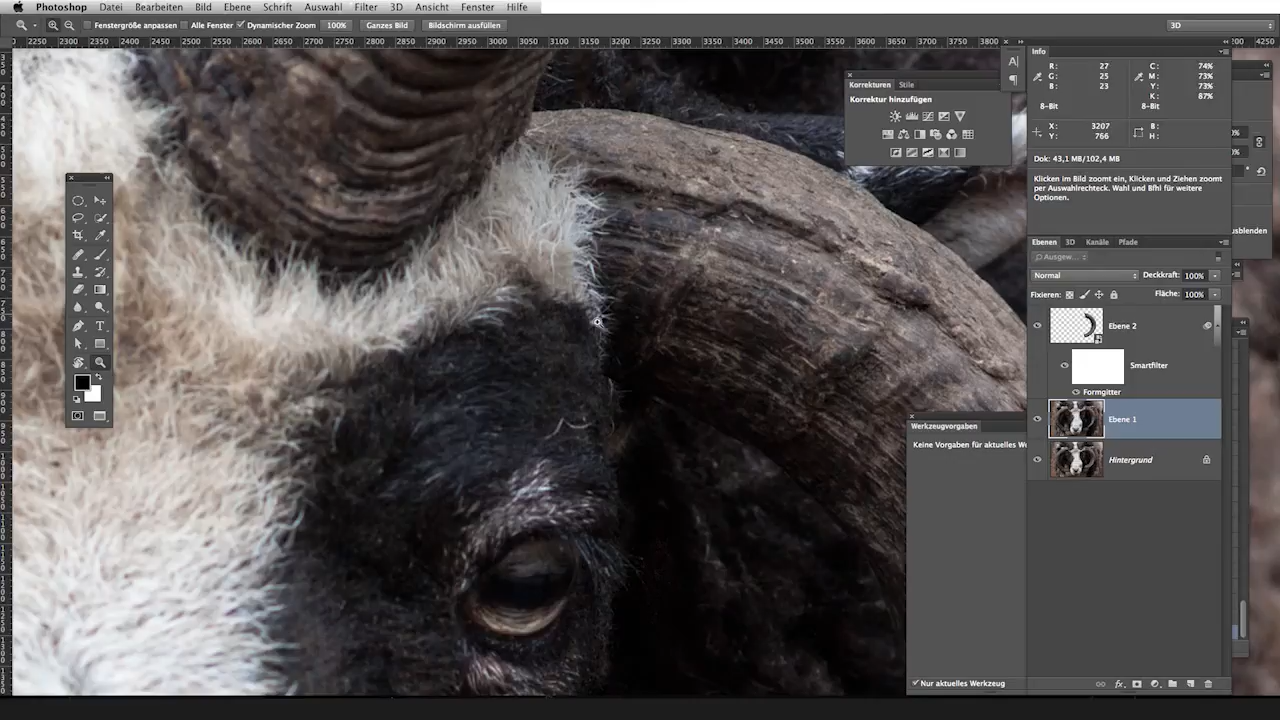 Photoshop Datei Bearbeiten Bild Ebene Schrift Auswahl Filter 3D Ansicht Fenster Hilfe
Fenstergröße anpassen Alle Fenster Dynamischer Zoom 100% Ganzes Bild Bildschirm ausfüllen 3D
2250 2300 2350 2400 2450 2500 2550 2600 2650 2700 2750 2800 2850 2900 2950 3000 3050 3100 3150 3200 3250 3300 3350 3400 3450 3500 3550 3600 3650 3700 3750 3800 4250
Info
R: 27 C: 74%
G: 25 M: 73%
B: 23 Y: 73%
K: 87%
8-Bit 8-Bit
X: 3207 B:
Y: 766 H:
Dok: 43,1 MB/102,4 MB
Klicken im Bild zoomt ein, Klicken und Ziehen zoomt
per Auswahlrechteck. Wahl und Bfhl für weitere
Optionen.
Korrekturen Stile
Korrektur hinzufügen
Ebenen 3D Kanäle Pfade
Ausgew...
Normal Deckkraft: 100%
Fixieren: Fläche: 100%
Ebene 2
Smartfilter
Formgitter
Ebene 1
Hintergrund
Werkzeugvorgaben
Keine Vorgaben für aktuelles We
Nur aktuelles Werkzeug
usblenden